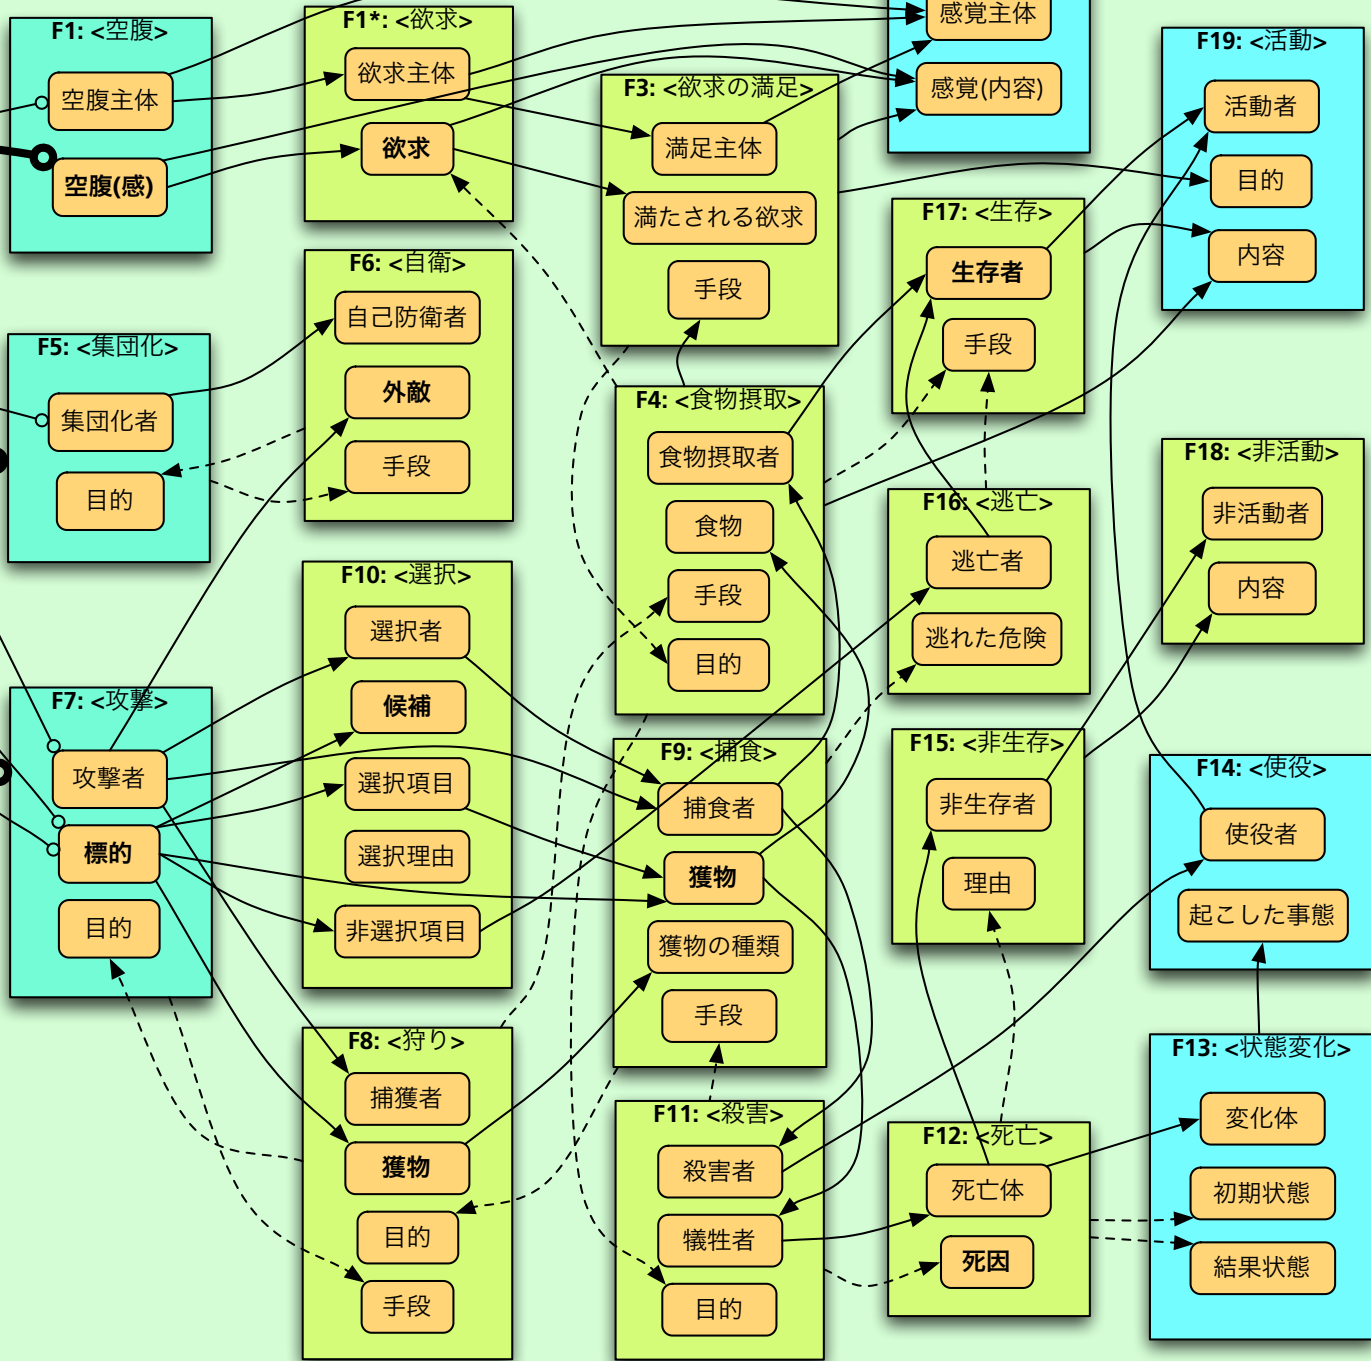 F1: <空腹>
空腹主体
空腹(感)
F5: <集団化>
集団化者
目的
F7: <攻撃>
攻撃者
標的
目的
F1*: <欲求>
欲求主体
欲求
F6: <自衛>
自己防衛者
外敵
手段
F10: <選択>
選択者
候補
選択項目
選択理由
非選択項目
F8: <狩り>
捕獲者
獲物
目的
手段
F3: <欲求の満足>
満足主体
満たされる欲求
手段
F4: <食物摂取>
食物摂取者
食物
手段
目的
F9: <捕食>
捕食者
獲物
獲物の種類
手段
F11: <殺害>
殺害者
犠牲者
目的
感覚主体
感覚(内容)
F17: <生存>
生存者
手段
F16: <逃亡>
逃亡者
逃れた危険
F15: <非生存>
非生存者
理由
F12: <死亡>
死亡体
死因
F19: <活動>
活動者
目的
内容
F18: <非活動>
非活動者
内容
F14: <使役>
使役者
起こした事態
F13: <状態変化>
変化体
初期状態
結果状態